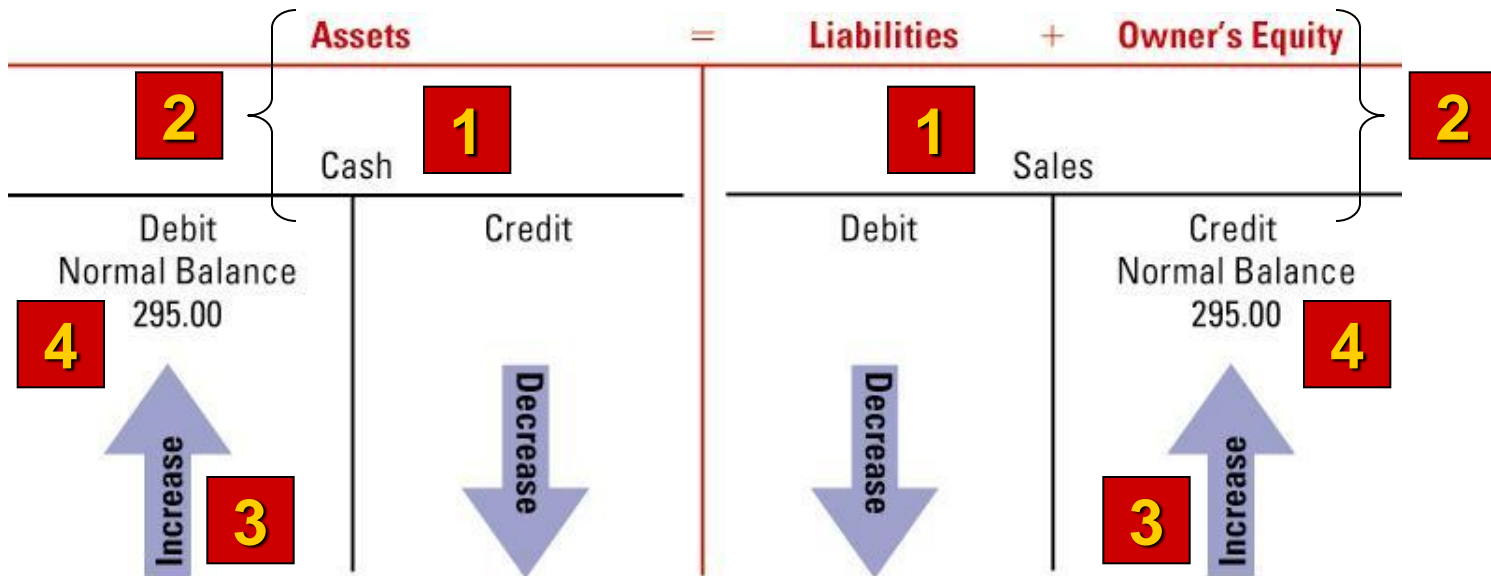 Assets = Liabilities + Owner's Equity
2 1 1 2
Cash Sales
Debit Credit Debit Credit
Normal Balance Normal Balance
295.00 295.00
4 4
Increase Decrease Decrease Increase
3 3